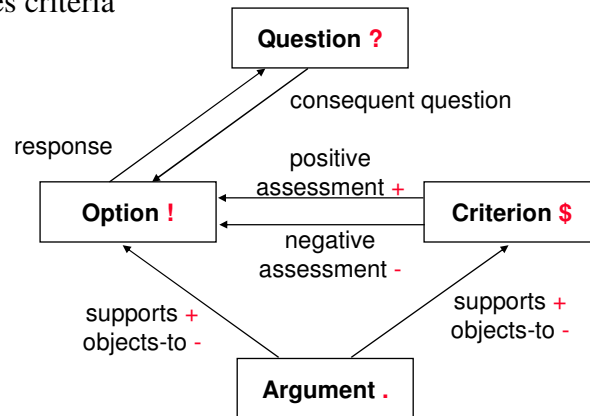 es criteria
Question ?
consequent question
response
positive
assessment +
Option !
Criterion $
negative
assessment -
supports +
objects-to -
supports +
objects-to -
Argument .